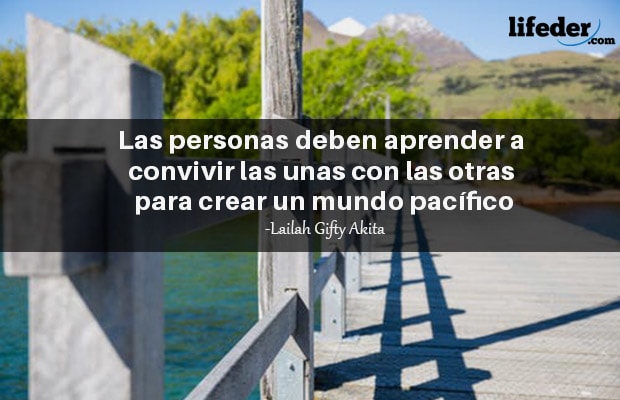 lifeder
.com
Las personas deben aprender a
convivir las unas con las otras
para crear un mundo pacífico
-Lailah Gifty Akita